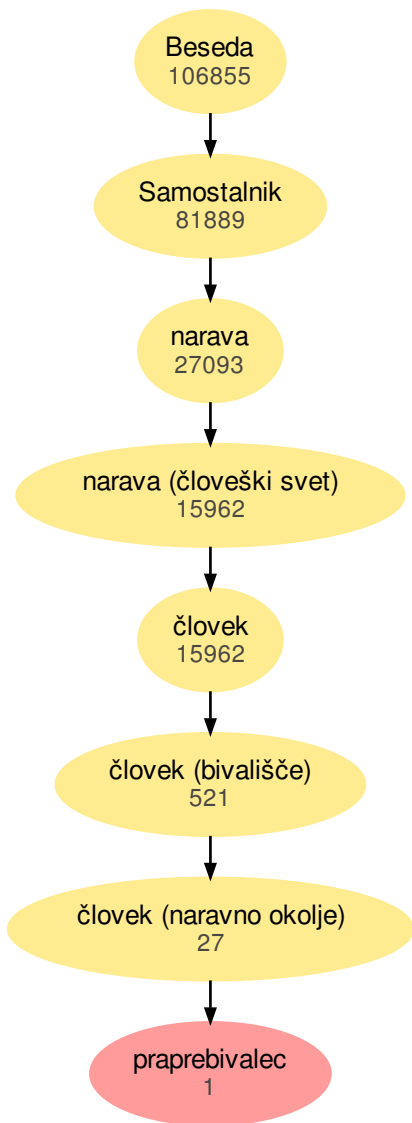 Beseda
106855
Samostalnik
81889
narava
27093
narava (človeški svet)
15962
človek
15962
človek (bivališče)
521
človek (naravno okolje)
27
praprebivalec
1